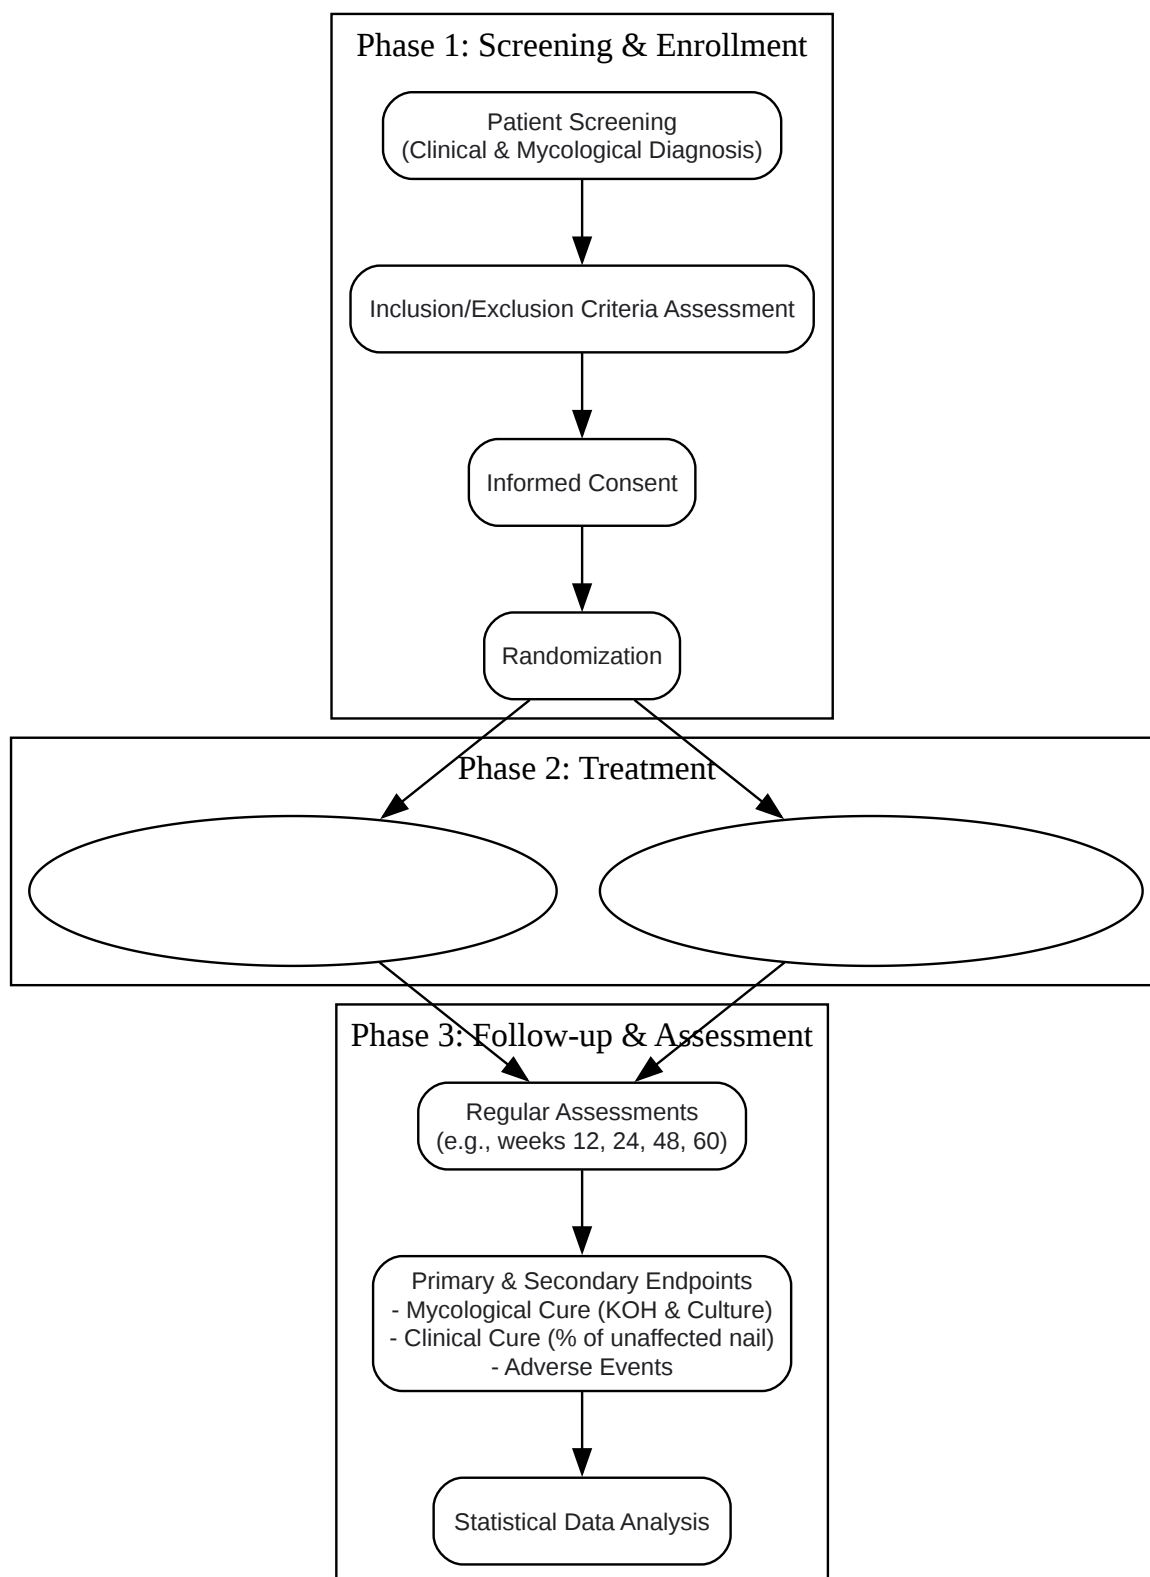 Phase 1: Screening & Enrollment
Patient Screening
(Clinical & Mycological Diagnosis)
Inclusion/Exclusion Criteria Assessment
Informed Consent
Randomization
Phase 2: Treatment
Phase 3: Follow-up & Assessment
Regular Assessments
(e.g., weeks 12, 24, 48, 60)
Primary & Secondary Endpoints
- Mycological Cure (KOH & Culture)
- Clinical Cure (% of unaffected nail)
- Adverse Events
Statistical Data Analysis